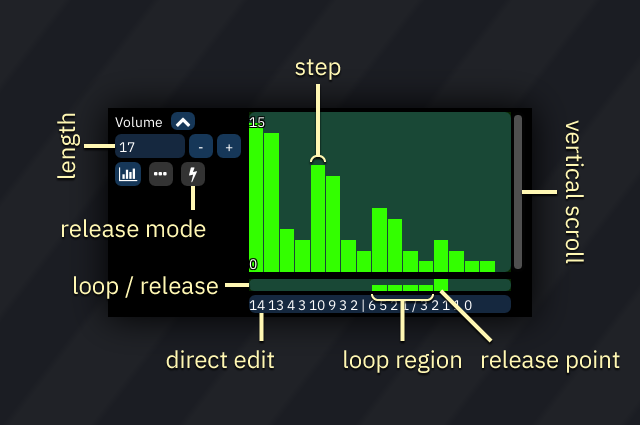 step
length
Volume
15
17
- +
vertical scroll
release mode
0
loop / release
14 13 4 3 10 9 3 2 | 6 5 2 1 / 3 2 1 1 0
direct edit
loop region
release point